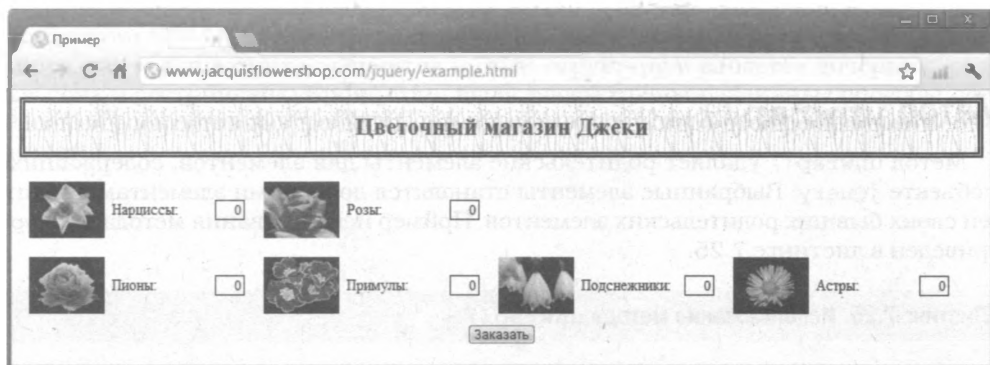 Пример
www.jacquisflowershop.com/jquery/example.html
Цветочный магазин Джеки
Нарциссы: 0 Розы: 0
Пионы: 0 Примулы: 0 Подснежники: 0 Астры: 0
Заказать